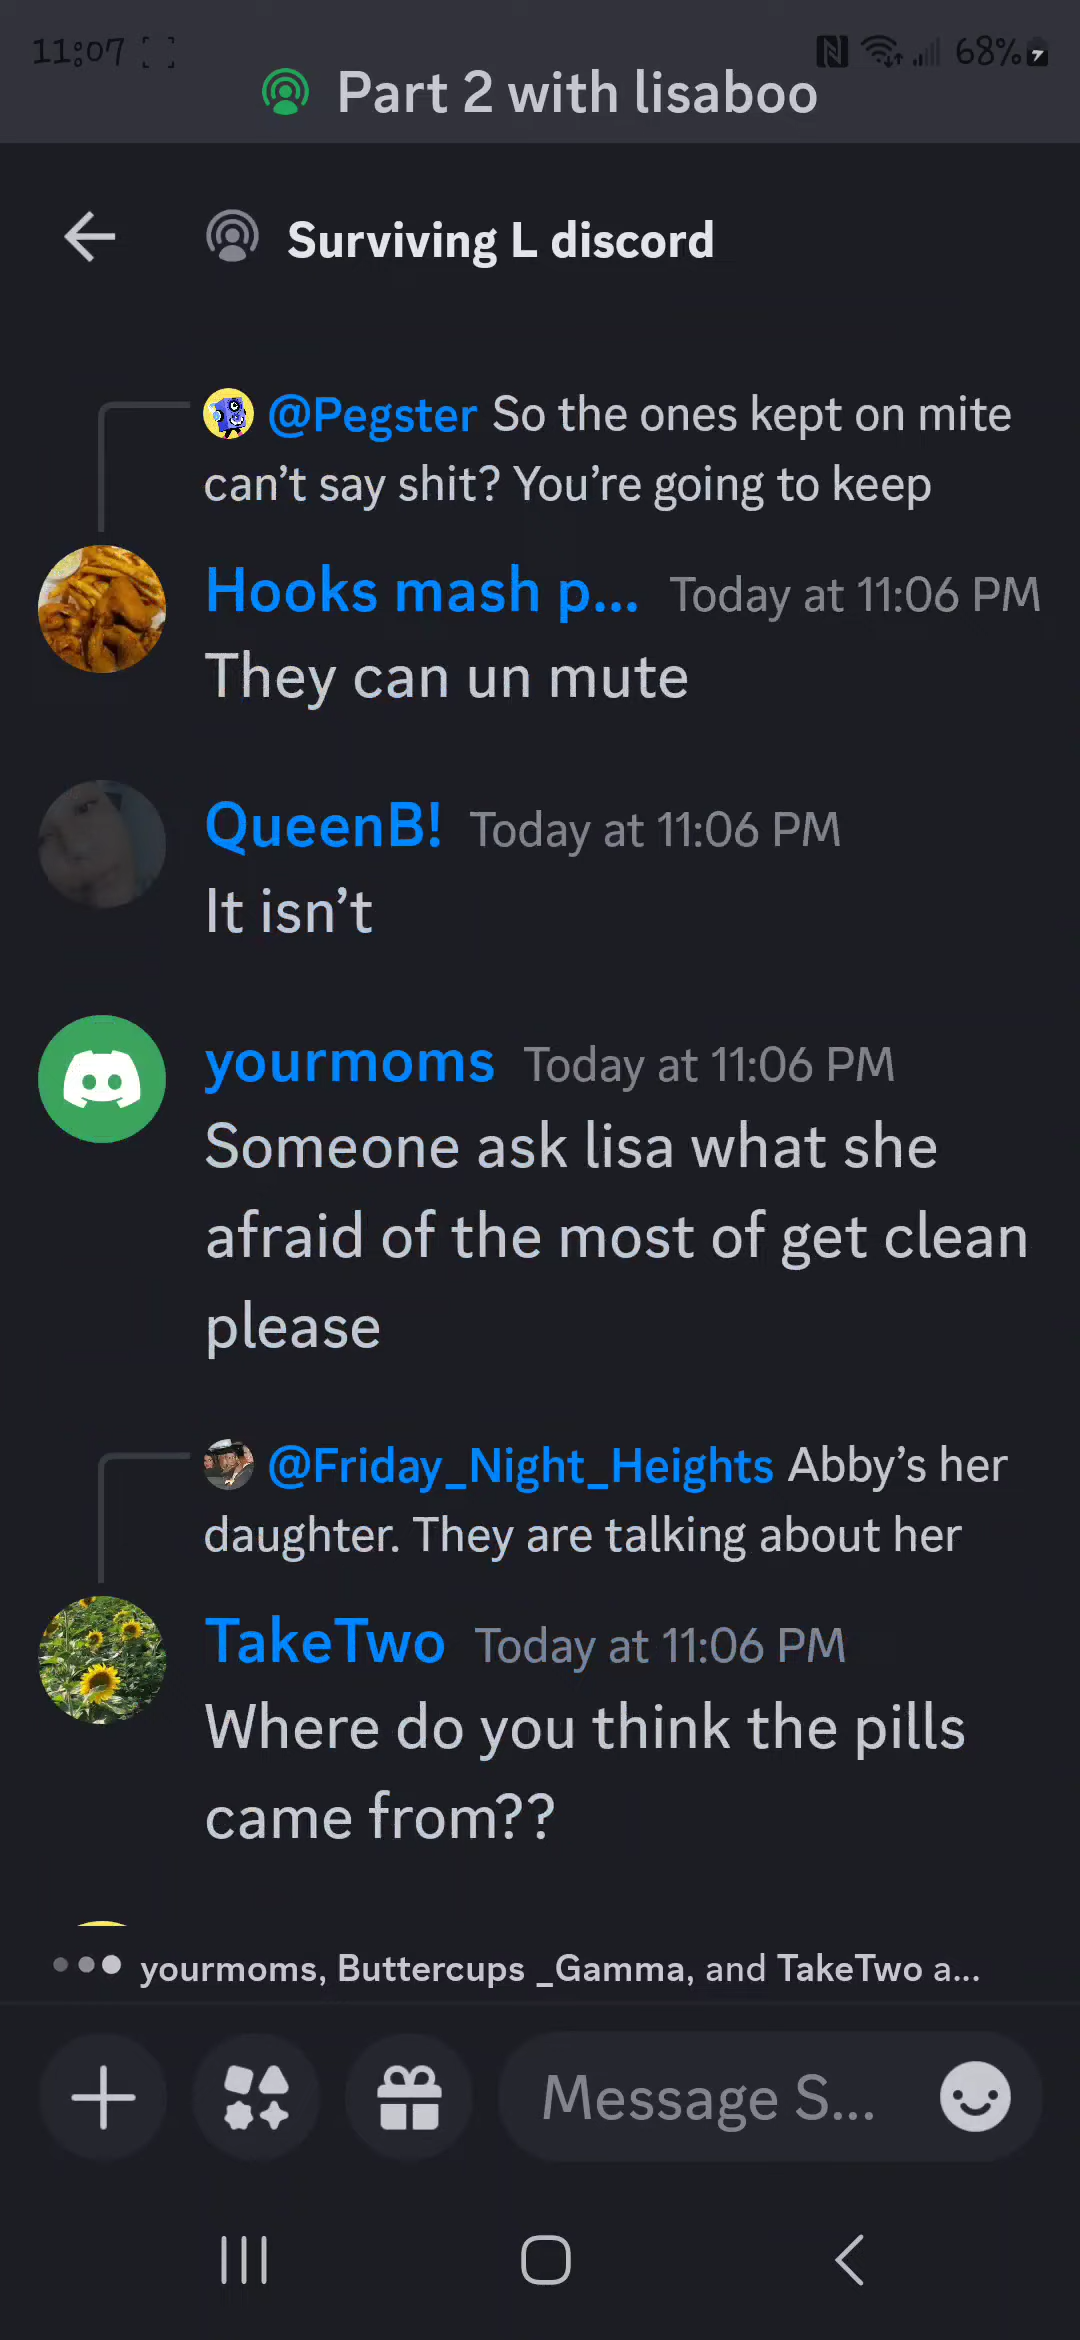 11:07
68%
Part 2 with lisaboo
Surviving L discord
@Pegster So the ones kept on mite
can't say shit? You're going to keep
Hooks mash p... Today at 11:06 PM
They can un mute
QueenB! Today at 11:06 PM
It isn't
yourmoms Today at 11:06 PM
Someone ask lisa what she
afraid of the most of get clean
please
@Friday_Night_Heights Abby's her
daughter. They are talking about her
TakeTwo Today at 11:06 PM
Where do you think the pills
came from??
yourmoms, Buttercups _Gamma, and TakeTwo a...
Message S...